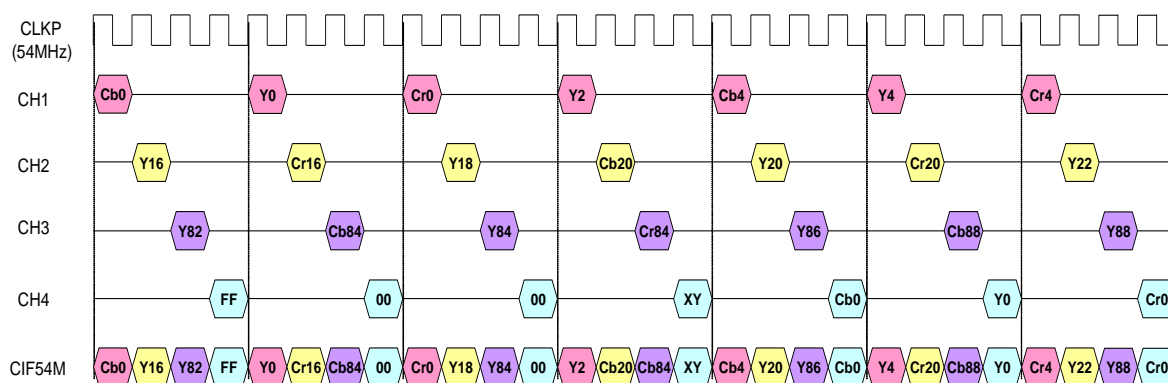 CLKP
(54MHz)
CH1 Cb0 Y0 Cr0 Y2 Cb4 Y4 Cr4
CH2 Y16 Cr16 Y18 Cb20 Y20 Cr20 Y22
CH3 Y82 Cb84 Y84 Cr84 Y86 Cb88 Y88
CH4 FF 00 00 XY Cb0 Y0 Cr0
CIF54M Cb0 Y16 Y82 FF Y0 Cr16 Cb84 00 Cr0 Y18 Y84 00 Y2 Cb20 Cb84 XY Cb4 Y20 Y86 Cb0 Y4 Cr20 Cb88 Y0 Cr4 Y22 Y88 Cr0